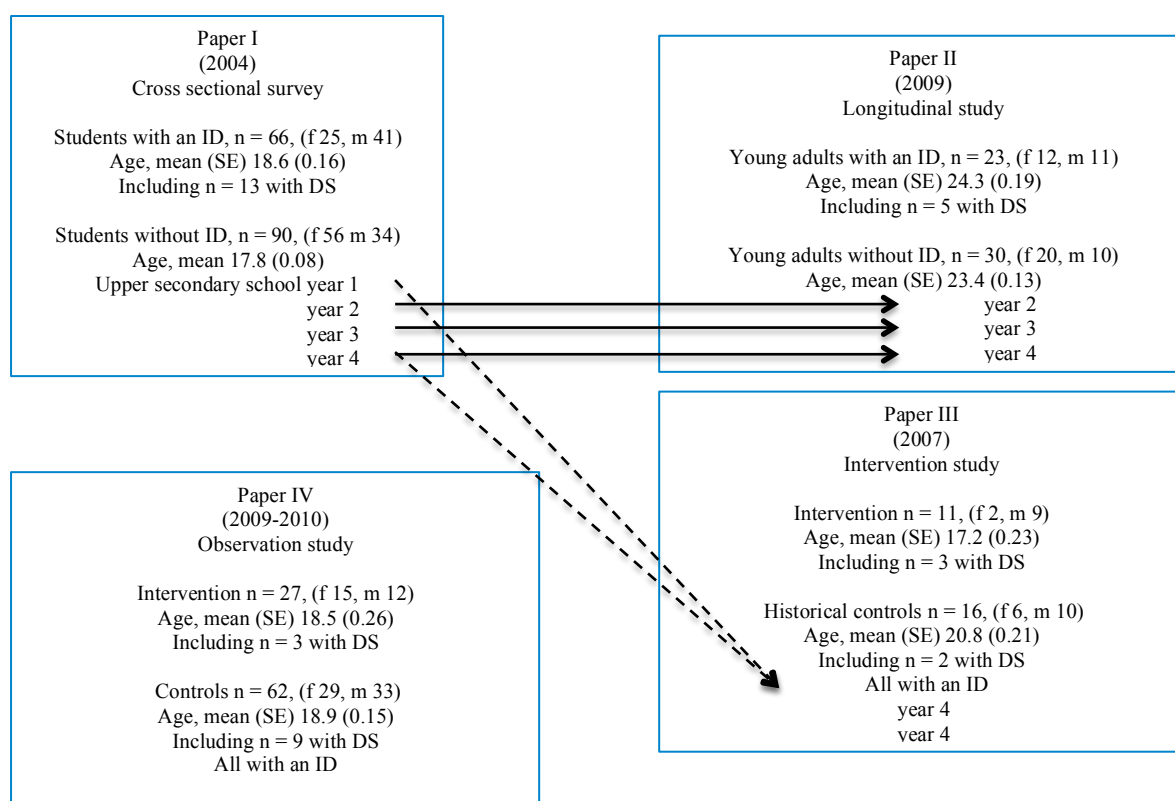 Paper I
(2004)
Cross sectional survey
Students with an ID, n = 66, (f 25, m 41)
Age, mean (SE) 18.6 (0.16)
Including n = 13 with DS
Students without ID, n = 90, (f 56 m 34)
Age, mean 17.8 (0.08)
Upper secondary school year 1
year 2
year 3
year 4
Paper II
(2009)
Longitudinal study
Young adults with an ID, n = 23, (f 12, m 11)
Age, mean (SE) 24.3 (0.19)
Including n = 5 with DS
Young adults without ID, n = 30, (f 20, m 10)
Age, mean (SE) 23.4 (0.13)
year 2
year 3
year 4
Paper III
(2007)
Intervention study
Intervention n = 11, (f 2, m 9)
Age, mean (SE) 17.2 (0.23)
Including n = 3 with DS
Historical controls n = 16, (f 6, m 10)
Age, mean (SE) 20.8 (0.21)
Including n = 2 with DS
All with an ID
year 4
year 4
Paper IV
(2009-2010)
Observation study
Intervention n = 27, (f 15, m 12)
Age, mean (SE) 18.5 (0.26)
Including n = 3 with DS
Controls n = 62, (f 29, m 33)
Age, mean (SE) 18.9 (0.15)
Including n = 9 with DS
All with an ID